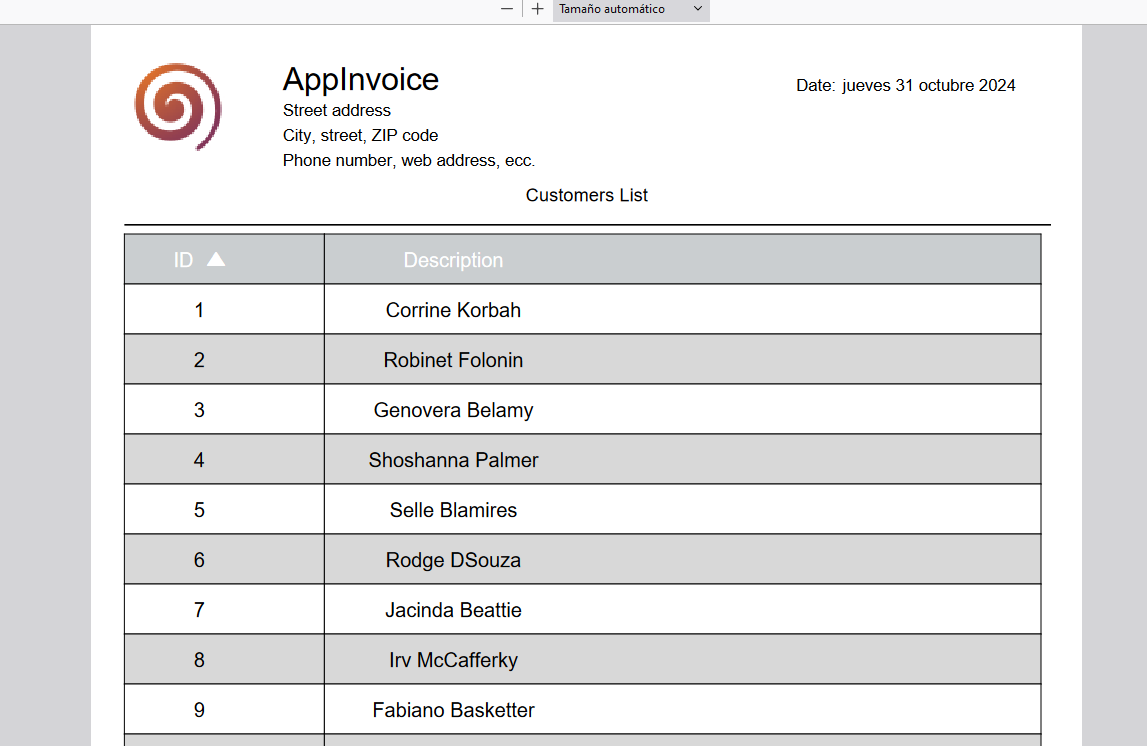 Tamaño automático
AppInvoice
Street address
Date: jueves 31 octubre 2024
City, street, ZIP code
Phone number, web address, ecc.
Customers List
ID ▲ Description
1 Corrine Korbah
2 Robinet Folonin
3 Genovera Belamy
4 Shoshanna Palmer
5 Selle Blamires
6 Rodge DSouza
7 Jacinda Beattie
8 Irv McCafferky
9 Fabiano Basketter